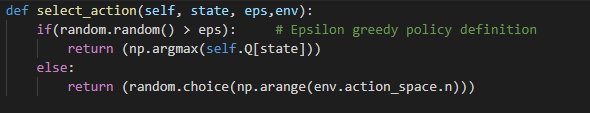 def select_action(self, state, eps,env):
    if(random.random() > eps):     # Epsilon greedy policy definition
        return (np.argmax(self.Q[state]))
    else:
        return (random.choice(np.arange(env.action_space.n)))